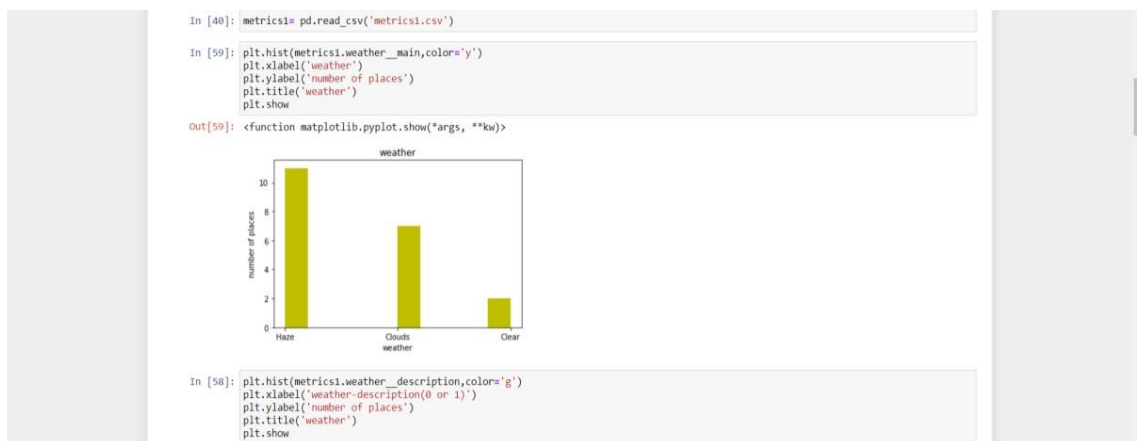 In [40]: metrics1= pd.read_csv('metrics1.csv')
In [59]: plt.hist(metrics1.weather__main,color='y')
plt.xlabel('weather')
plt.ylabel('number of places')
plt.title('weather')
plt.show
Out[59]: <function matplotlib.pyplot.show(*args, **kw)>
weather
10
8
6
4
2
0
number of places
Haze Clouds Clear
weather
In [58]: plt.hist(metrics1.weather__description,color='g')
plt.xlabel('weather-description(0 or 1)')
plt.ylabel('number of places')
plt.title('weather')
plt.show